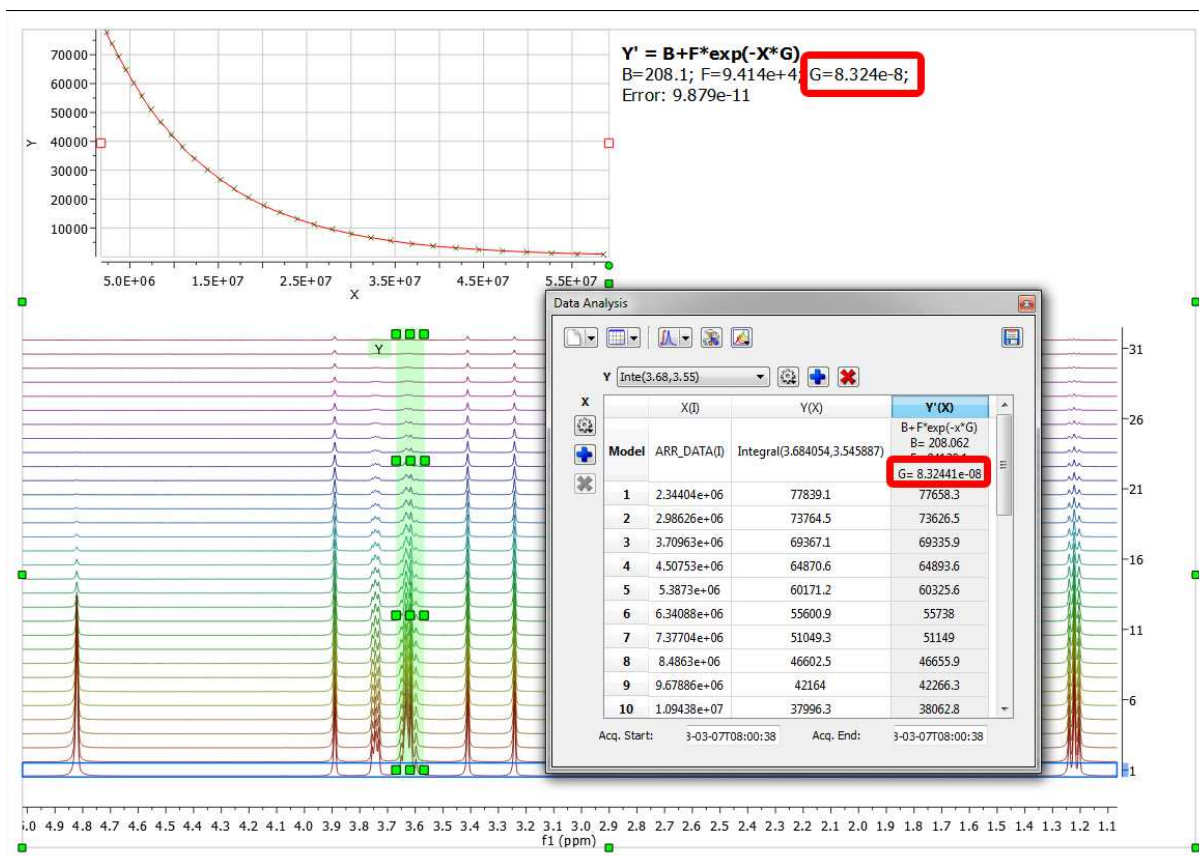 Y' = B+F*exp(-X*G)
B=208.1; F=9.414e+4; G=8.324e-8;
Error: 9.879e-11
70000
60000
50000
40000
30000
20000
10000
Y
5.0E+06 1.5E+07 2.5E+07 3.5E+07 4.5E+07 5.5E+07
X
Data Analysis
Y Inte(3.68,3.55)
X
X(I) Y(X) Y'(X)
Model ARR_DATA(I) Integral(3.684054,3.545887) B+F*exp(-x*G)
B= 208.062
G= 8.32441e-08
1 2.34404e+06 77839.1 77658.3
2 2.98626e+06 73764.5 73626.5
3 3.70963e+06 69367.1 69335.9
4 4.50753e+06 64870.6 64893.6
5 5.3873e+06 60171.2 60325.6
6 6.34088e+06 55600.9 55738
7 7.37704e+06 51049.3 51149
8 8.4863e+06 46602.5 46655.9
9 9.67886e+06 42164 42266.3
10 1.09438e+07 37996.3 38062.8
Acq. Start: 3-03-07T08:00:38 Acq. End: 3-03-07T08:00:38
Y
31
26
21
16
11
6
1
5.0 4.9 4.8 4.7 4.5 4.4 4.3 4.2 4.1 4.0 3.9 3.8 3.7 3.6 3.5 3.4 3.3 3.2 3.1 3.0 2.9 2.8 2.7 2.6 2.5 2.4 2.3 2.2 2.1 2.0 1.9 1.8 1.7 1.6 1.5 1.4 1.3 1.2 1.1
f1 (ppm)